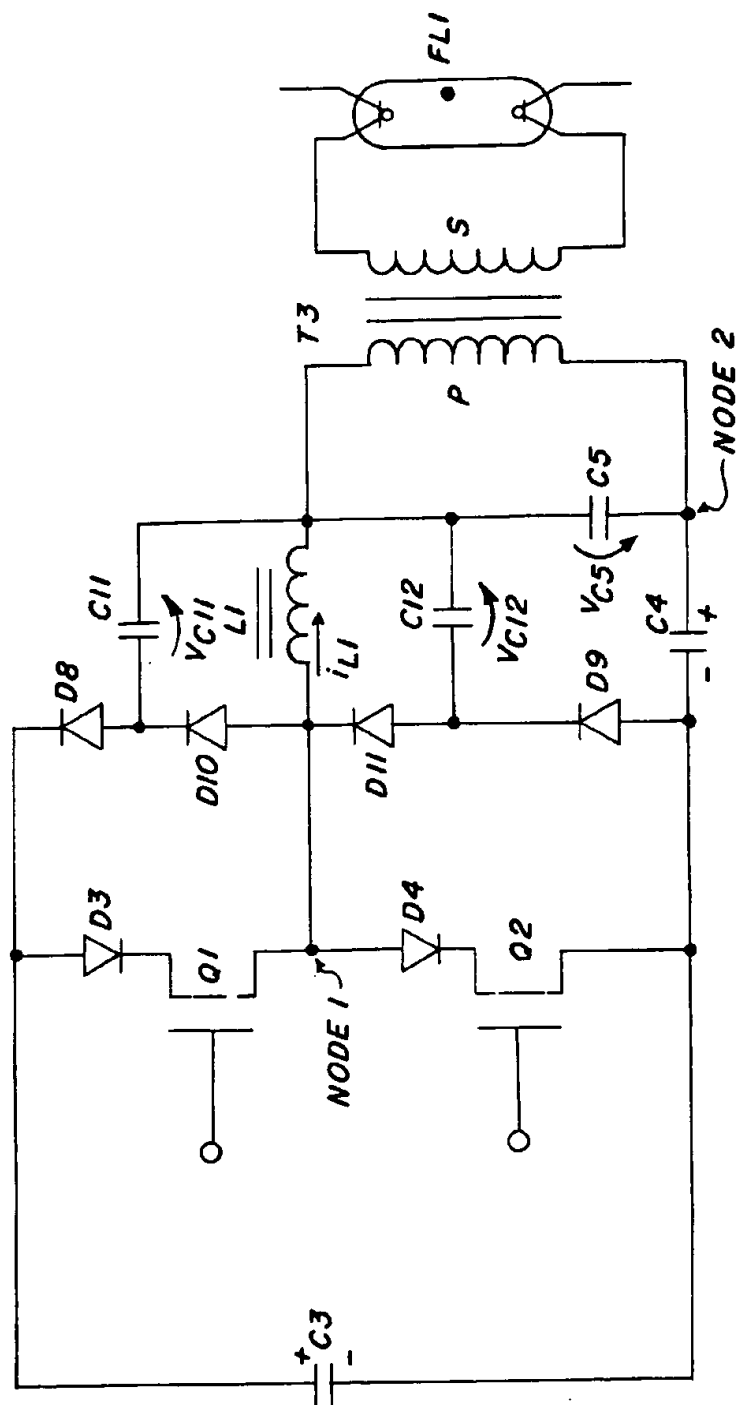 FL1
S
T3
P
NODE 2
C11
VC11
L1
iL1
C12
VC12
C5
VC5
C4
+
-
D8
D10
D11
D9
D3
Q1
NODE 1
D4
Q2
+
C3
-